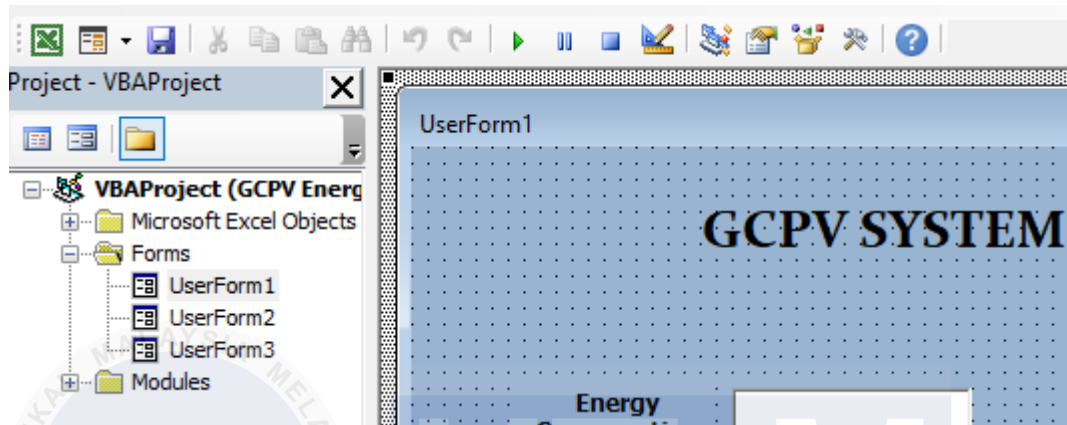 Project - VBAProject
VBAProject (GCPV Energ
Microsoft Excel Objects
Forms
UserForm1
UserForm2
UserForm3
Modules
UserForm1
GCPV SYSTEM
Energy